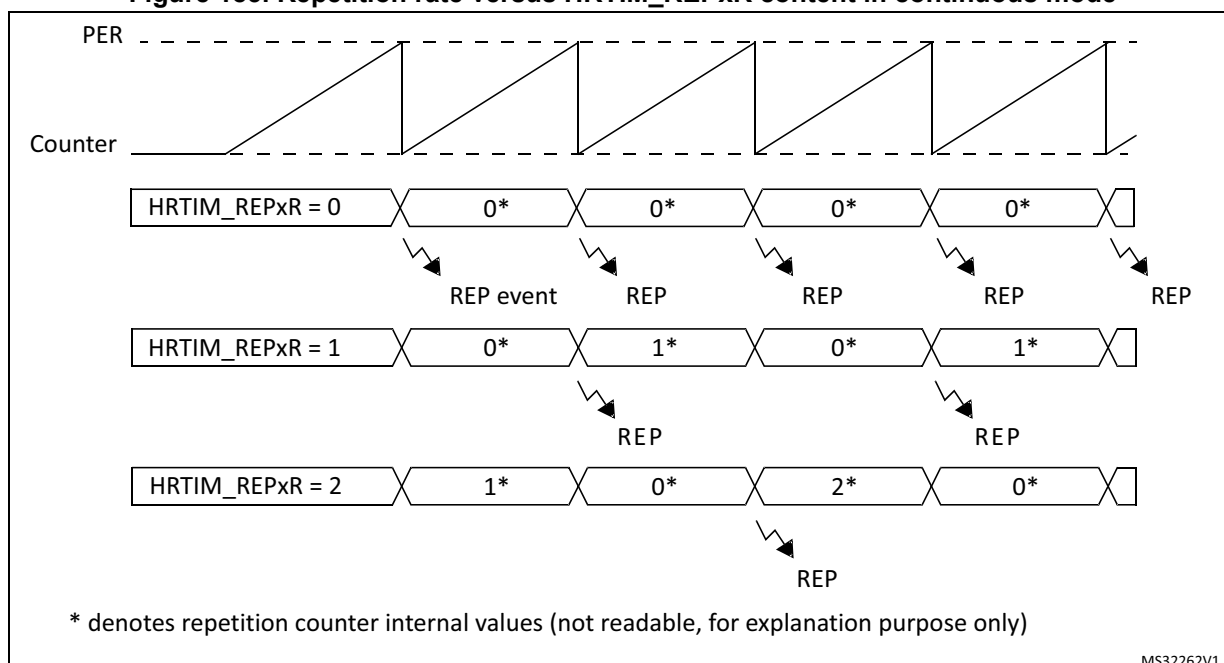 PER
Counter
HRTIM_REPxR = 0 0* 0* 0* 0*
REP event REP REP REP REP
HRTIM_REPxR = 1 0* 1* 0* 1*
REP REP
HRTIM_REPxR = 2 1* 0* 2* 0*
REP
* denotes repetition counter internal values (not readable, for explanation purpose only)
MS32262V1